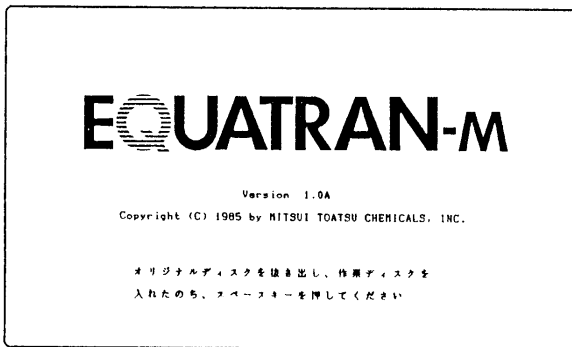 EQUATRAN-M
Version 1.0A
Copyright (C) 1985 by MITSUI TOATSU CHEMICALS, INC.
オリジナルディスクを抜き出し、作業ディスクを
入れたのち、スペースキーを押してください